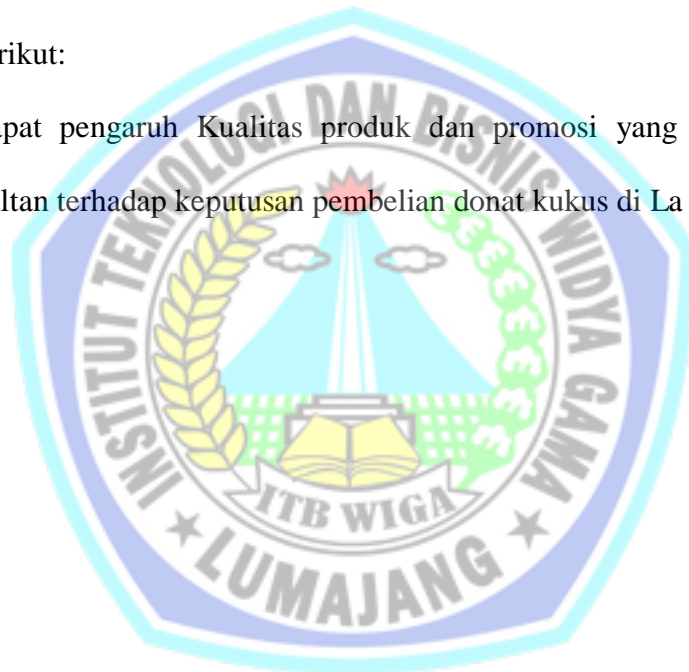 rikut:
apat pengaruh Kualitas produk dan promosi yang
ltan terhadap keputusan pembelian donat kukus di La
INSTITUT TEKNOLOGI DAN BISNIS WIDYA GAMA
ITB WIGA
LUMAJANG